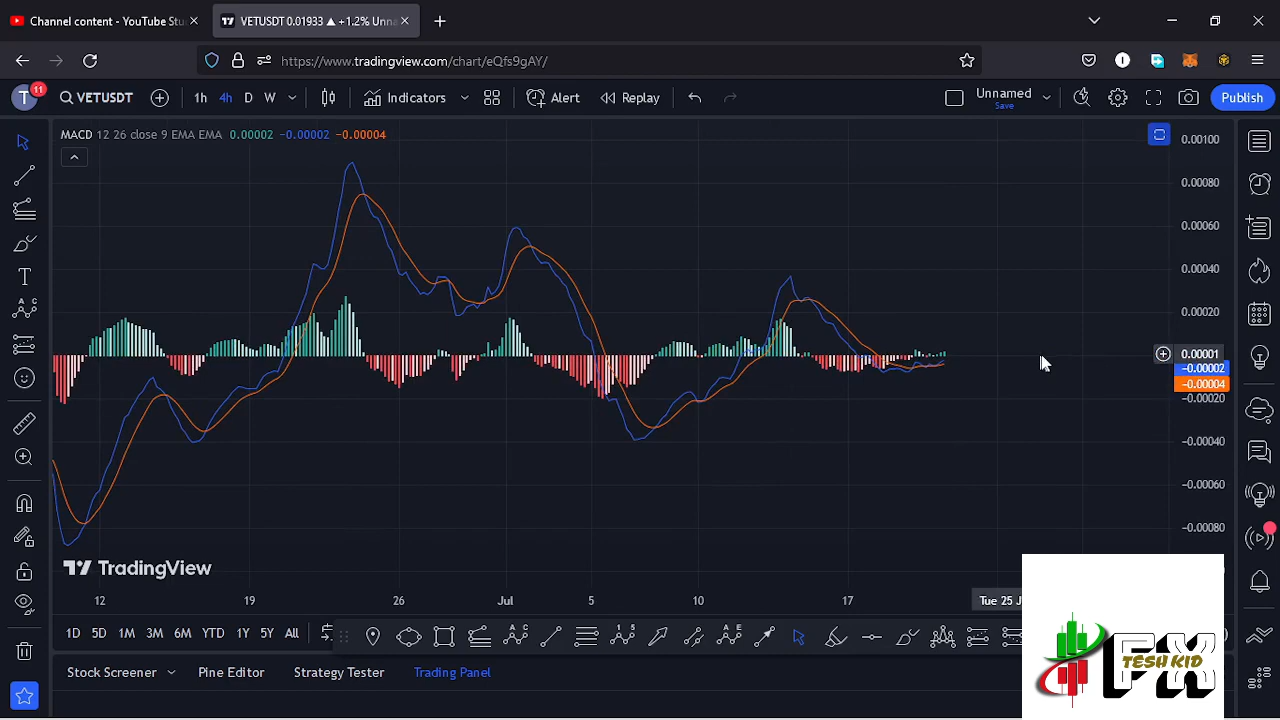 Channel content - YouTube Stu
VETUSDT 0.01933 ▲ +1.2% Unna
https://www.tradingview.com/chart/eQfs9gAY/
T 11 VETUSDT 1h 4h D W Indicators Alert Replay Unnamed Publish
Save
MACD 12 26 close 9 EMA EMA 0.00002 −0.00002 −0.00004
0.00100
0.00080
0.00060
0.00040
0.00020
0.00001
−0.00002
−0.00004
−0.00020
−0.00040
−0.00060
−0.00080
TradingView
12 19 26 Jul 5 10 17 Tue 25 J
1D 5D 1M 3M 6M YTD 1Y 5Y All
Stock Screener Pine Editor Strategy Tester Trading Panel
FX
TESH KID